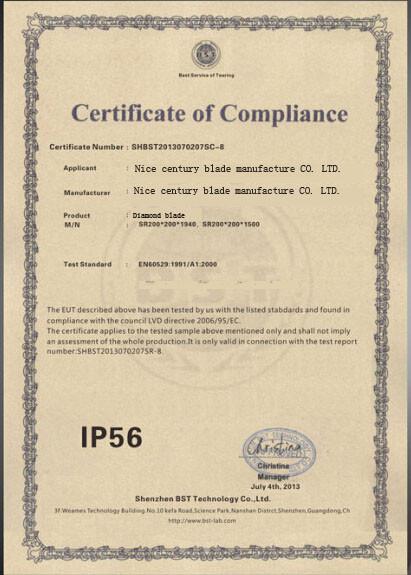 BST
Best Service of Tearing
Certificate of Compliance
Certificate Number : SHBST2013070207SC-8
Applicant : Nice century blade manufacture CO. LTD.
Manufacturer : Nice century blade manufacture CO. LTD.
Product : Diamond blade
M/N : SR200*200*1940, SR200*200*1500
Test Standard : EN60529:1991/A1:2000
The EUT described above has been tested by us with the listed stabdards and found in
compliance with the council LVD directive 2006/95/EC.
The certificate applies to the tested sample above mentioned only and shall not imply
an assessment of the whole production.It is only valid in connection with the test report
number:SHBST2013070207SR-8.
IP56
Christina
Christina
Manager
July 4th, 2013
Shenzhen BST Technology Co.,Ltd.
3F.Weames Technology Building.No.10 kefa Road,Science Park,Nanshan District,Shenzhen,Guangdong,Ch
http://www.bst-lab.com